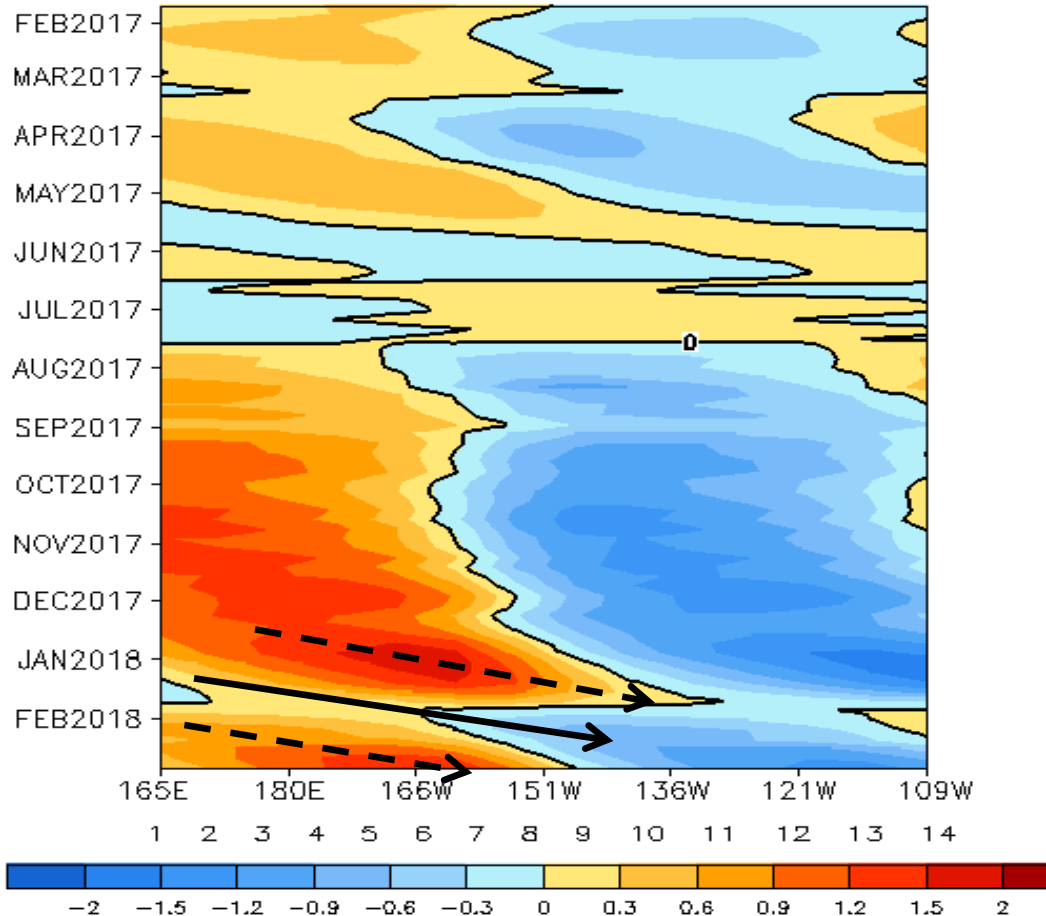 FEB2017
MAR2017
APR2017
MAY2017
JUN2017
JUL2017
0
AUG2017
SEP2017
OCT2017
NOV2017
DEC2017
JAN2018
FEB2018
165E 180E 166W 151W 136W 121W 109W
1 2 3 4 5 6 7 8 9 10 11 12 13 14
-2 -1.5 -1.2 -0.9 -0.6 -0.3 0 0.3 0.6 0.9 1.2 1.5 2